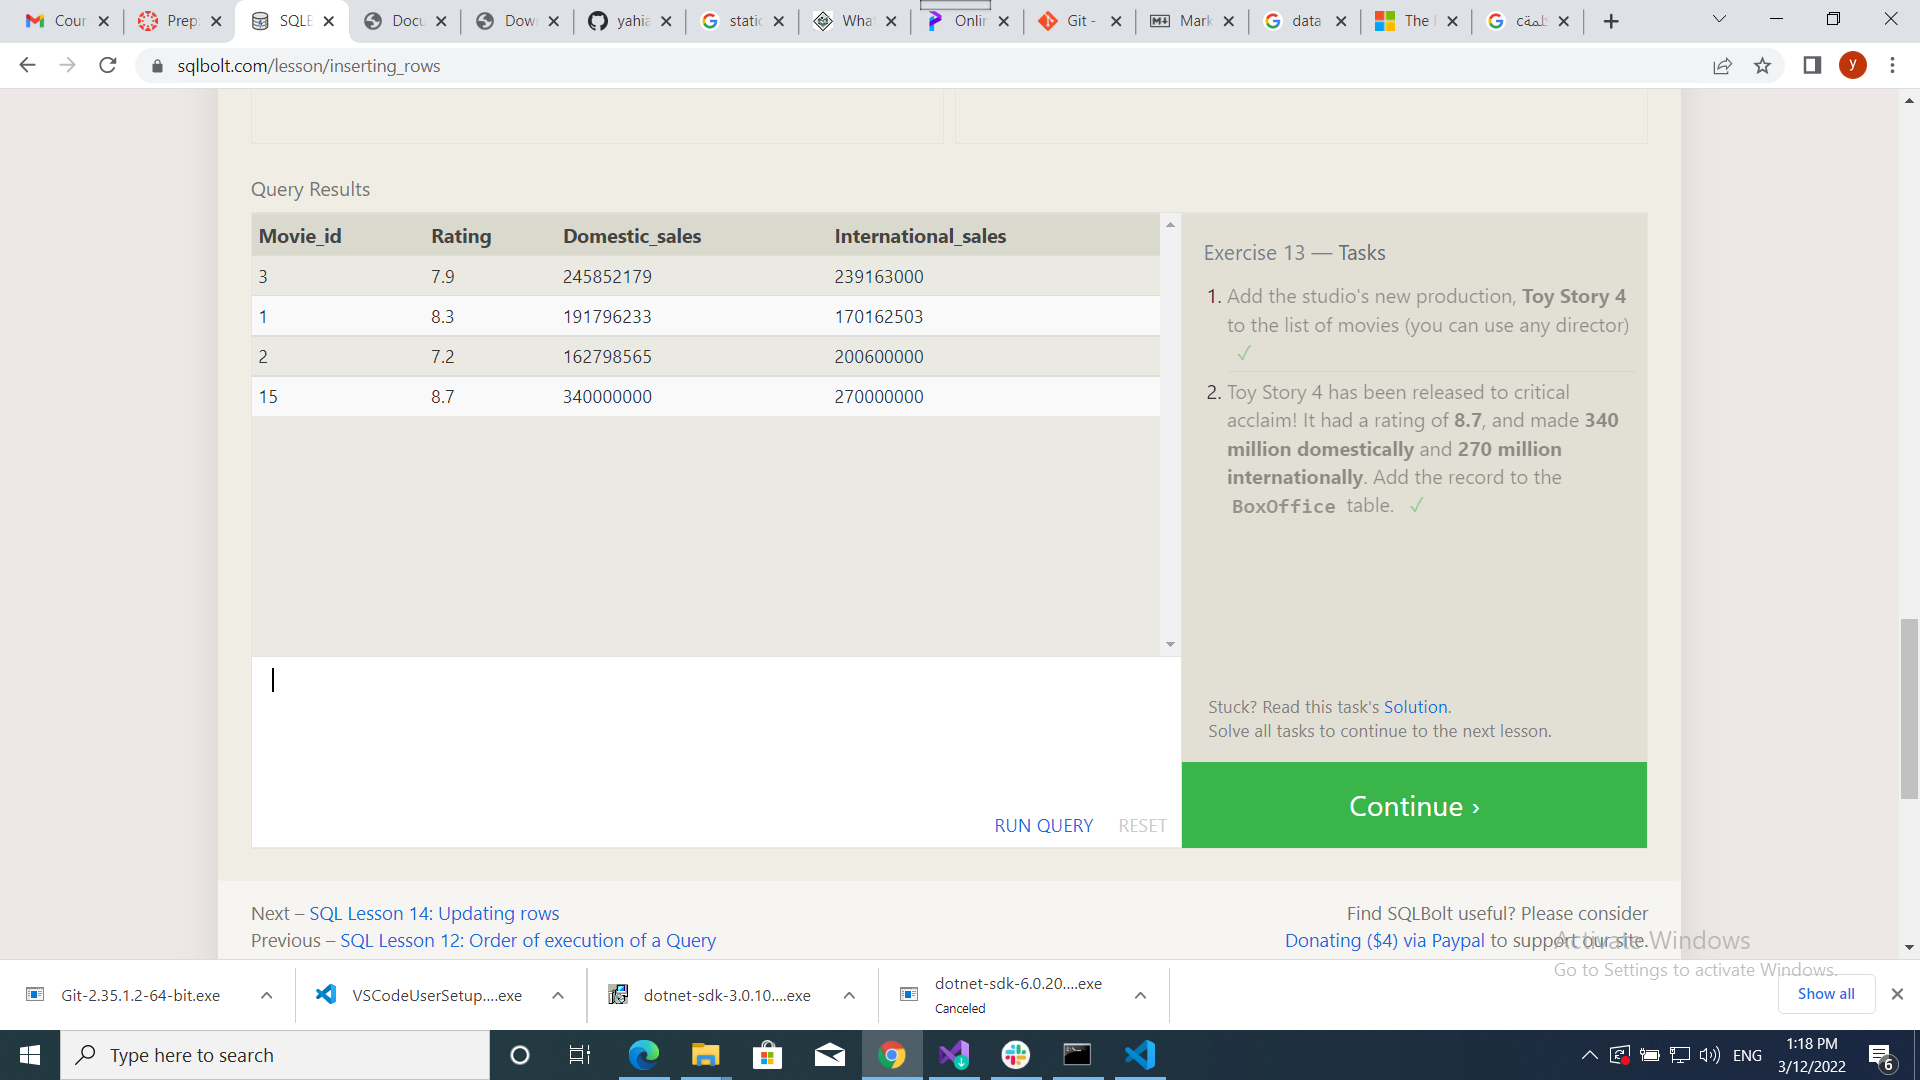 Cour
Prep:
SQLB
Docu
Dow
yahia
static
What
Onlin
Git -
Mark
data
The
كلمةc
sqlbolt.com/lesson/inserting_rows
y
Query Results
Movie_id Rating Domestic_sales International_sales
3 7.9 245852179 239163000
1 8.3 191796233 170162503
2 7.2 162798565 200600000
15 8.7 340000000 270000000
Exercise 13 — Tasks
1. Add the studio's new production, Toy Story 4
to the list of movies (you can use any director)
✓
2. Toy Story 4 has been released to critical
acclaim! It had a rating of 8.7, and made 340
million domestically and 270 million
internationally. Add the record to the
BoxOffice table. ✓
Stuck? Read this task's Solution.
Solve all tasks to continue to the next lesson.
RUN QUERY RESET
Continue ›
Next – SQL Lesson 14: Updating rows
Previous – SQL Lesson 12: Order of execution of a Query
Find SQLBolt useful? Please consider
Donating ($4) via Paypal to support our site.
Activate Windows
Go to Settings to activate Windows.
Git-2.35.1.2-64-bit.exe
VSCodeUserSetup....exe
dotnet-sdk-3.0.10....exe
dotnet-sdk-6.0.20....exe
Canceled
Show all
Type here to search
ENG
1:18 PM
3/12/2022
6